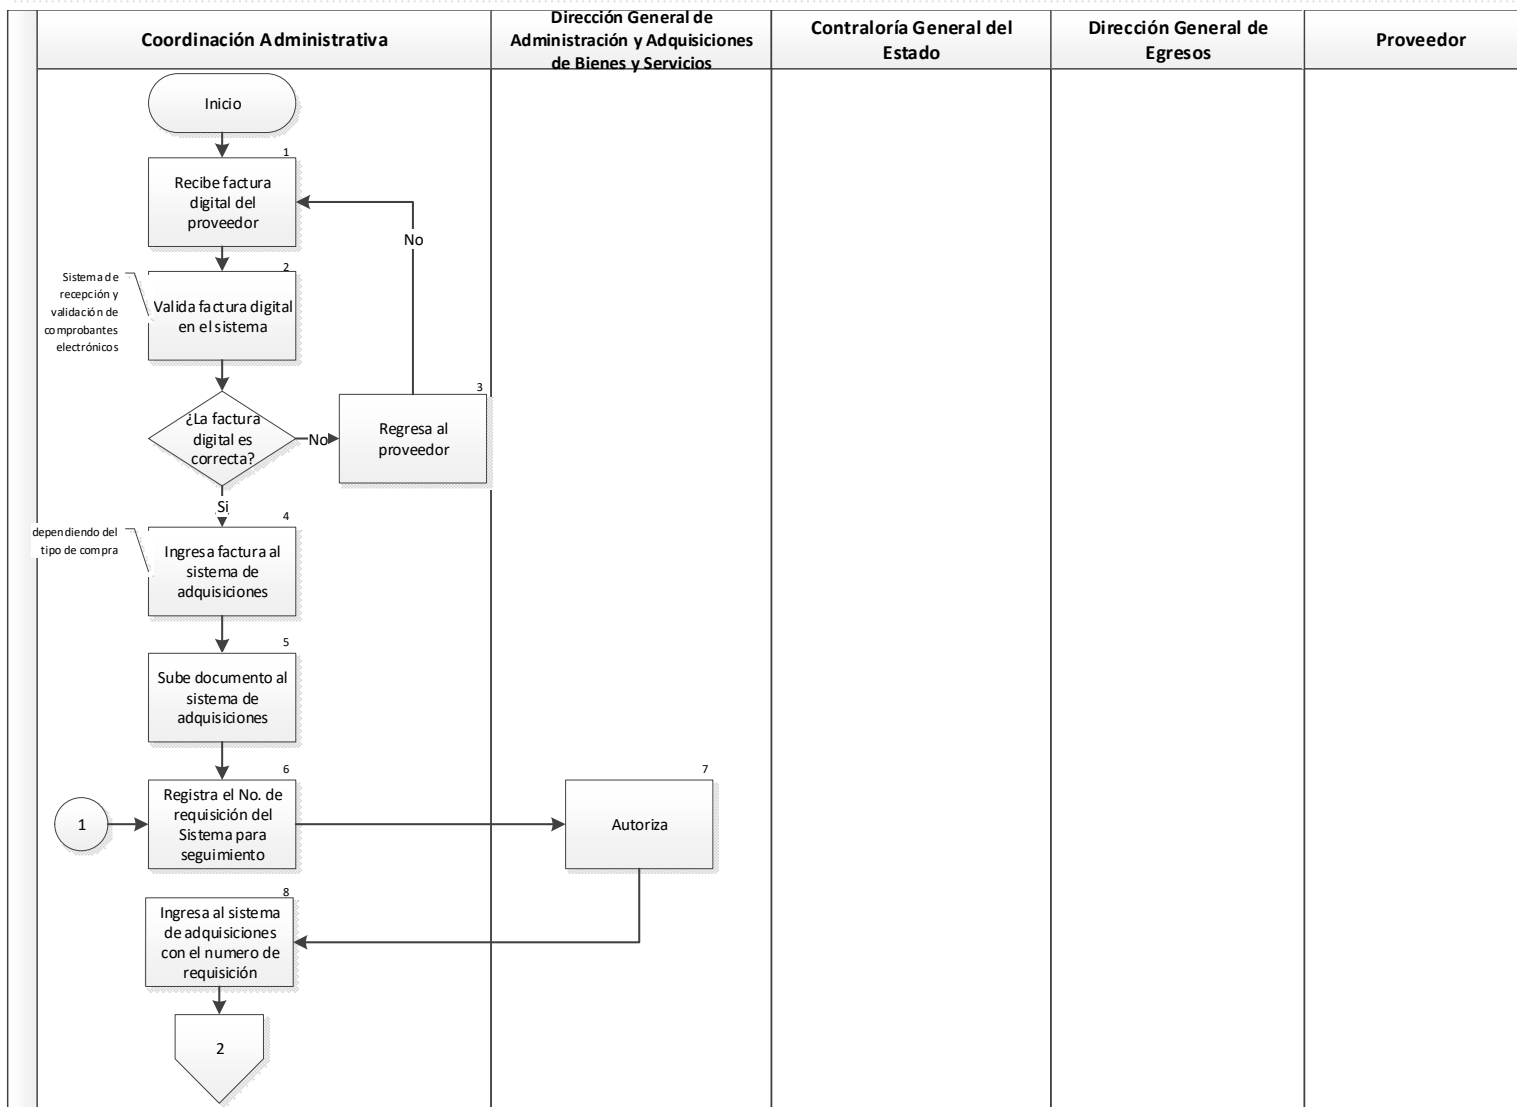 Coordinación Administrativa
Dirección General de
Administración y Adquisiciones
de Bienes y Servicios
Contraloría General del
Estado
Dirección General de
Egresos
Proveedor
Inicio
1
Recibe factura
digital del
proveedor
No
2
Sistema de
recepción y
validación de
comprobantes
electrónicos
Valida factura digital
en el sistema
3
¿La factura
digital es
correcta?
No
Regresa al
proveedor
Si
4
dependiendo del
tipo de compra
Ingresa factura al
sistema de
adquisiciones
5
Sube documento al
sistema de
adquisiciones
6
7
1
Registra el No. de
requisición del
Sistema para
seguimiento
Autoriza
8
Ingresa al sistema
de adquisiciones
con el numero de
requisición
2